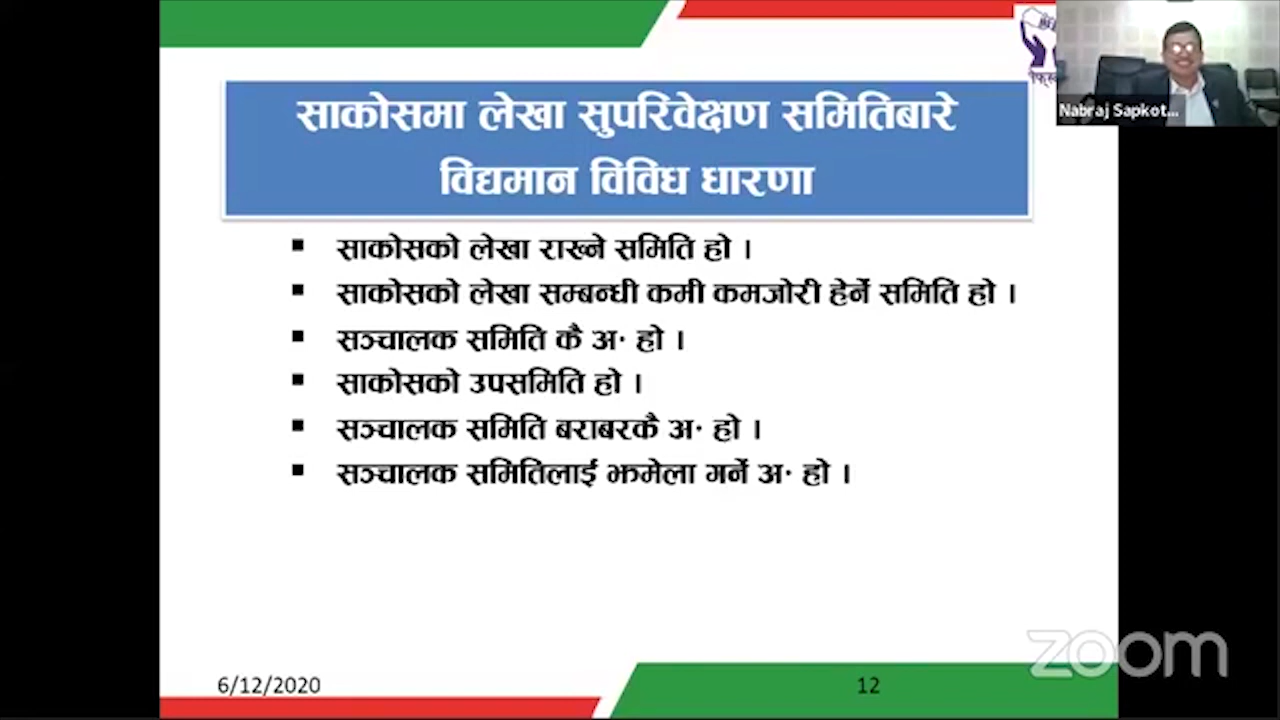 साकोसमा लेखा सुपरिवेक्षण समितिबारे
विद्यमान विविध धारणा
Nabraj Sapkot...
▪ साकोसको लेखा राख्ने समिति हो ।
▪ साकोसको लेखा सम्बन्धी कमी कमजोरी हेर्ने समिति हो ।
▪ सञ्चालक समिति कै अ· हो ।
▪ साकोसको उपसमिति हो ।
▪ सञ्चालक समिति बराबरकै अ· हो ।
▪ सञ्चालक समितिलाई झमेला गर्ने अ· हो ।
zoom
6/12/2020
12